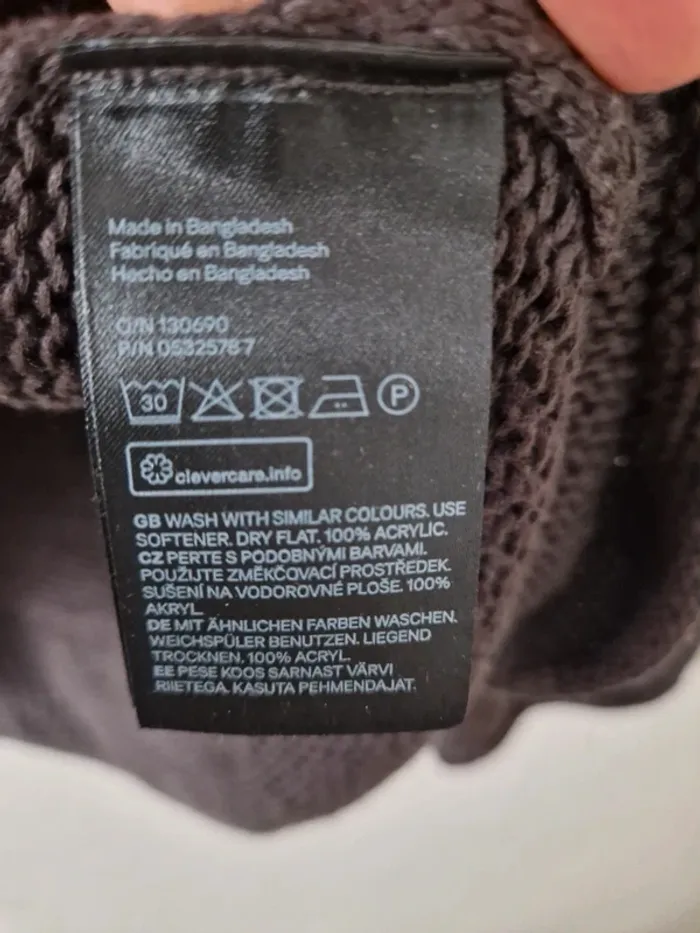 Made in Bangladesh
Fabriqué en Bangladesh
Hecho en Bangladesh
O/N 130690
P/N 05325787
30
P
clevercare.info
GB WASH WITH SIMILAR COLOURS. USE
SOFTENER. DRY FLAT. 100% ACRYLIC.
CZ PERTE S PODOBNÝMI BARVAMI.
POUŽIJTE ZMĚKČOVACÍ PROSTŘEDEK.
SUŠENÍ NA VODOROVNÉ PLOŠE. 100%
AKRYL
DE MIT ÄHNLICHEN FARBEN WASCHEN.
WEICHSPÜLER BENUTZEN. LIEGEND
TROCKNEN. 100% ACRYL.
EE PESE KOOS SARNAST VÄRVI
RIIETEGA. KASUTA PEHMENDAJAT.